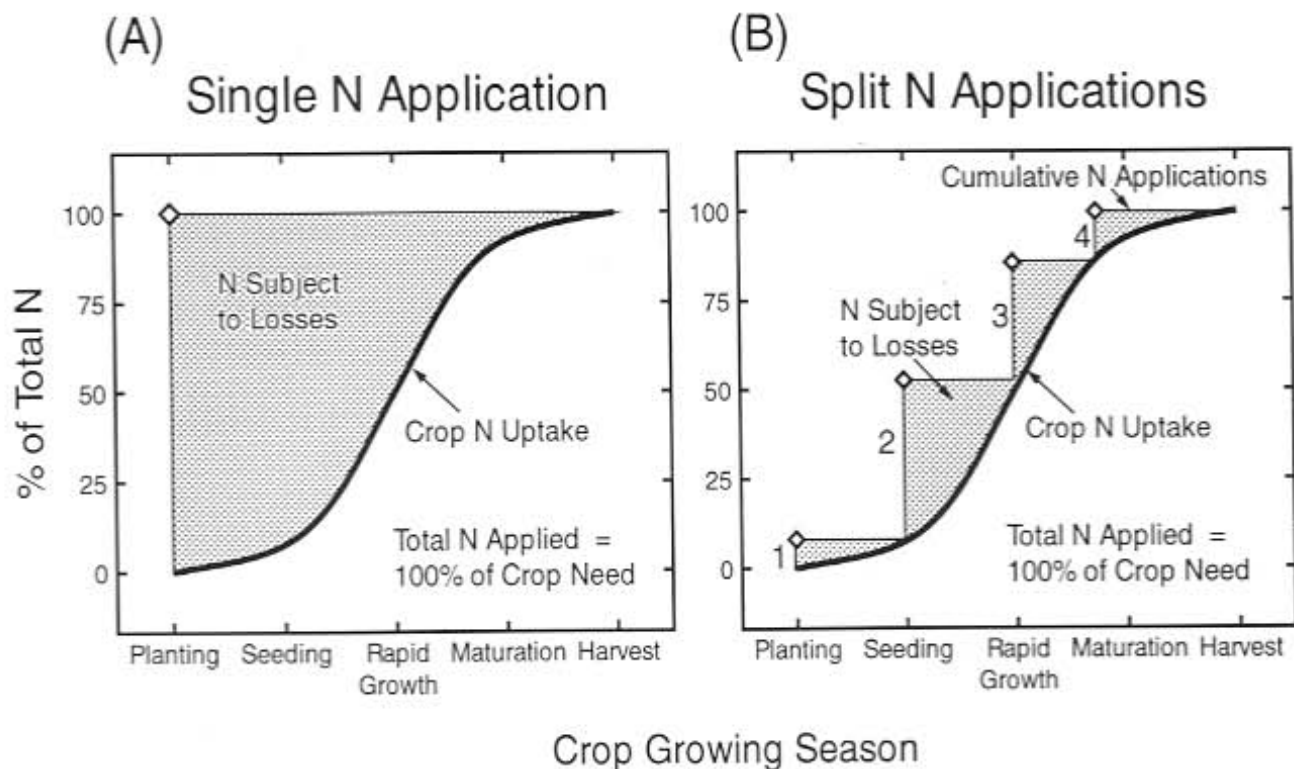 (A)
Single N Application
(B)
Split N Applications
% of Total N
100
75
50
25
0
N Subject
to Losses
Crop N Uptake
Total N Applied =
100% of Crop Need
Planting
Seeding
Rapid
Growth
Maturation
Harvest
100
75
50
25
0
Cumulative N Applications
4
3
N Subject
to Losses
2
Crop N Uptake
1
Total N Applied =
100% of Crop Need
Planting
Seeding
Rapid
Growth
Maturation
Harvest
Crop Growing Season